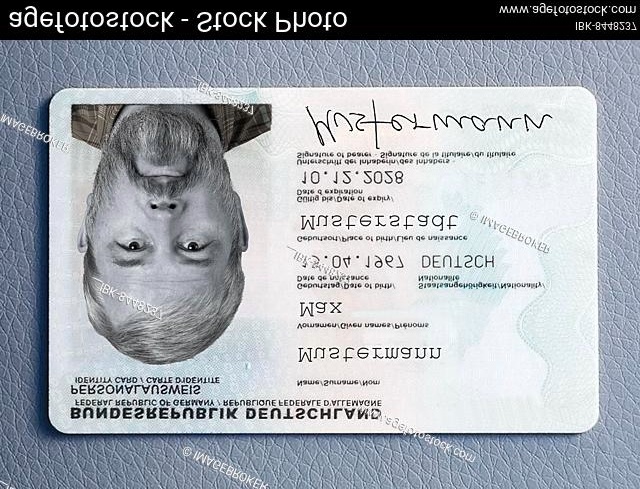 © IMAGEBROKER
www.agefotostock.com
BUNDESREPUBLIK DEUTSCHLAND
FEDERAL REPUBLIC OF GERMANY / REPUBLIQUE FEDERALE D'ALLEMAGNE
PERSONALAUSWEIS
IDENTITY CARD / CARTE D'IDENTITE
Name/Surname/Nom
Mustermann
Vornamen/Given names/Prénoms
Max
IBK-8448237
Geburtstag/Date of birth/ Staatsangehörigkeit/Nationality/
Date de naissance Nationalité
DEUTSCH
Geburtsort/Place of birth/Lieu de naissance
© IMAGEBROKER
Musterstadt
Gültig bis/Date of expiry/
Date d expiration
10.12.2028
Unterschrift der Inhaberin/des Inhabers -
Signature of bearer - Signature de la titulaire/du titulaire
Mustermann
IMAGEBROKER
IBK-8448237
agefotostock - Stock Photo
IBK-8448237
www.agefotostock.com